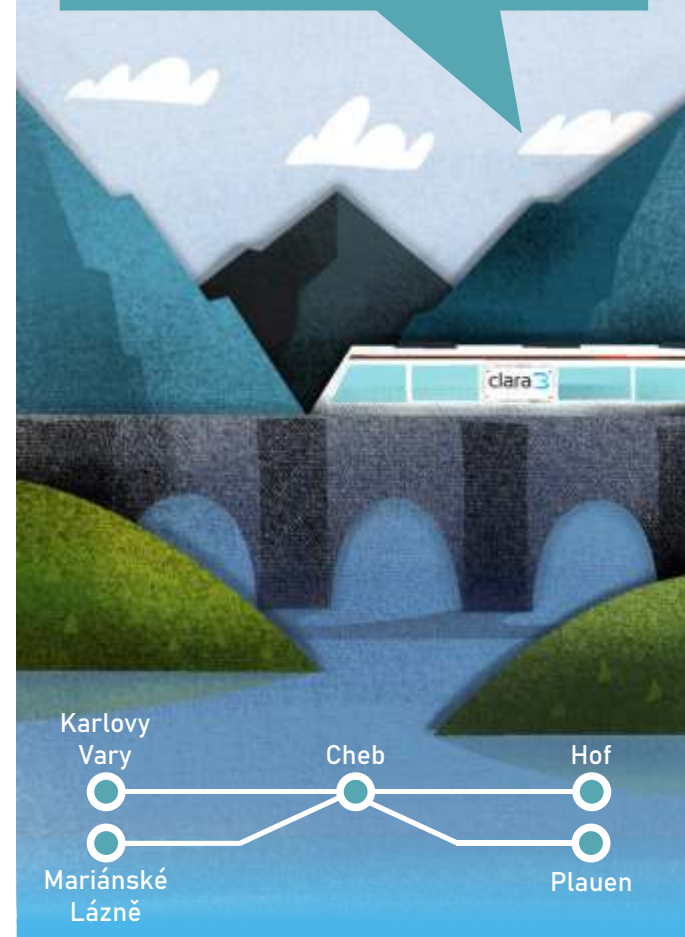 clara3
Karlovy
Vary
Cheb
Hof
Mariánské
Lázně
Plauen